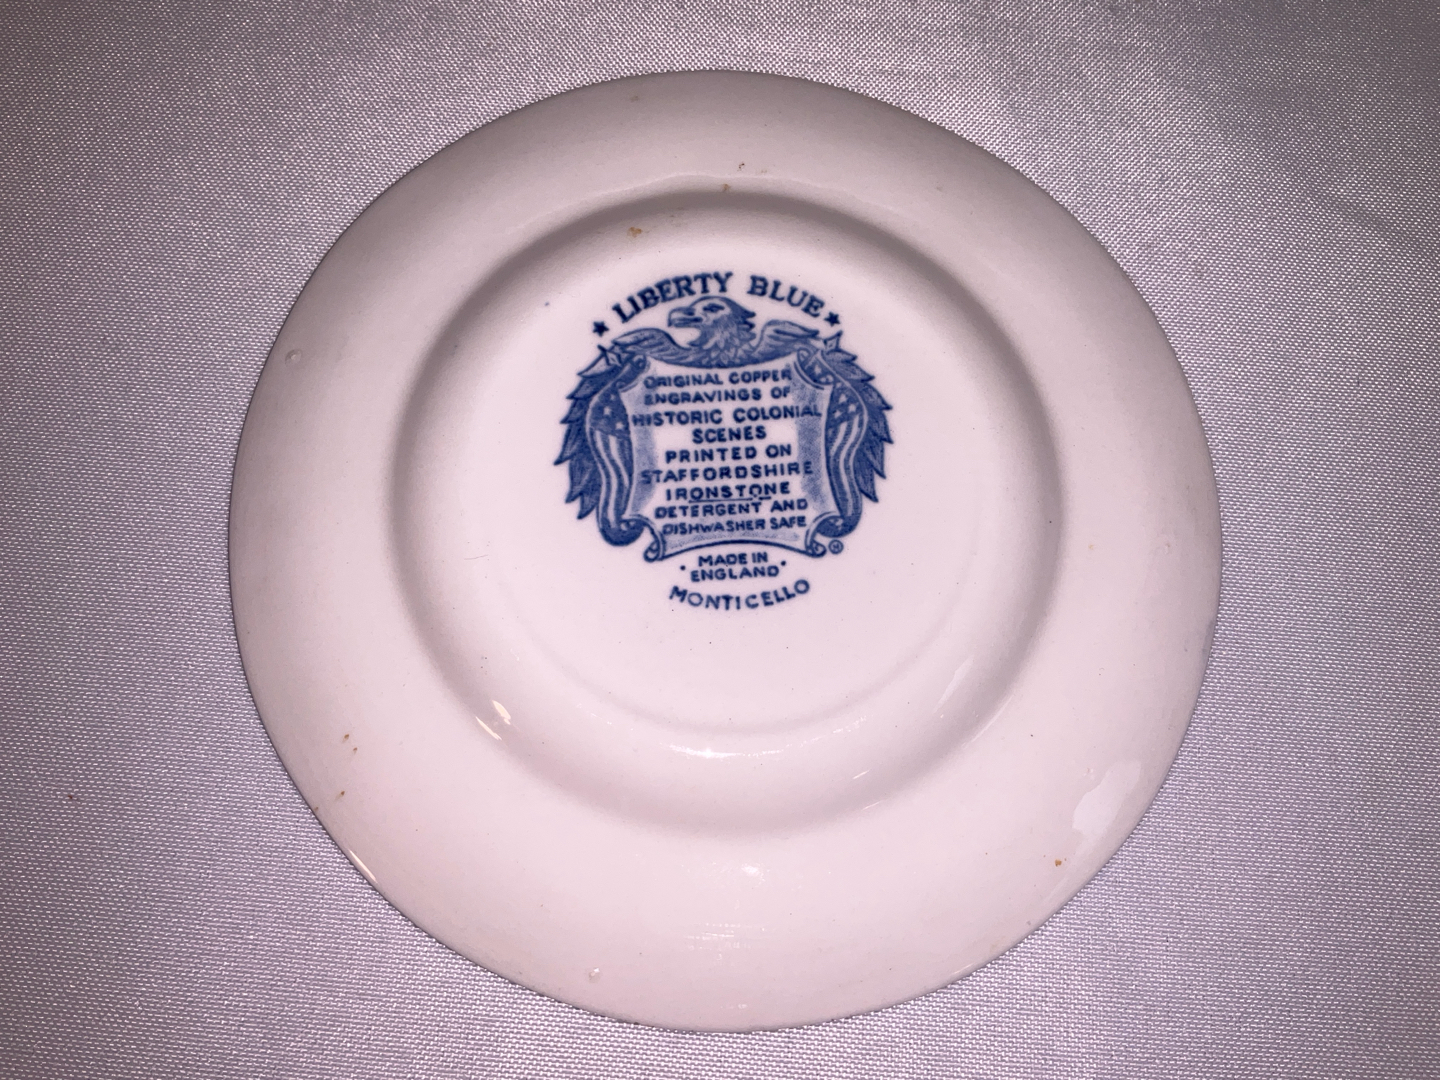 ★ LIBERTY BLUE ★
ORIGINAL COPPER
ENGRAVINGS OF
HISTORIC COLONIAL
SCENES
PRINTED ON
STAFFORDSHIRE
IRONSTONE
DETERGENT AND
DISHWASHER SAFE
MADE IN
• ENGLAND •
MONTICELLO